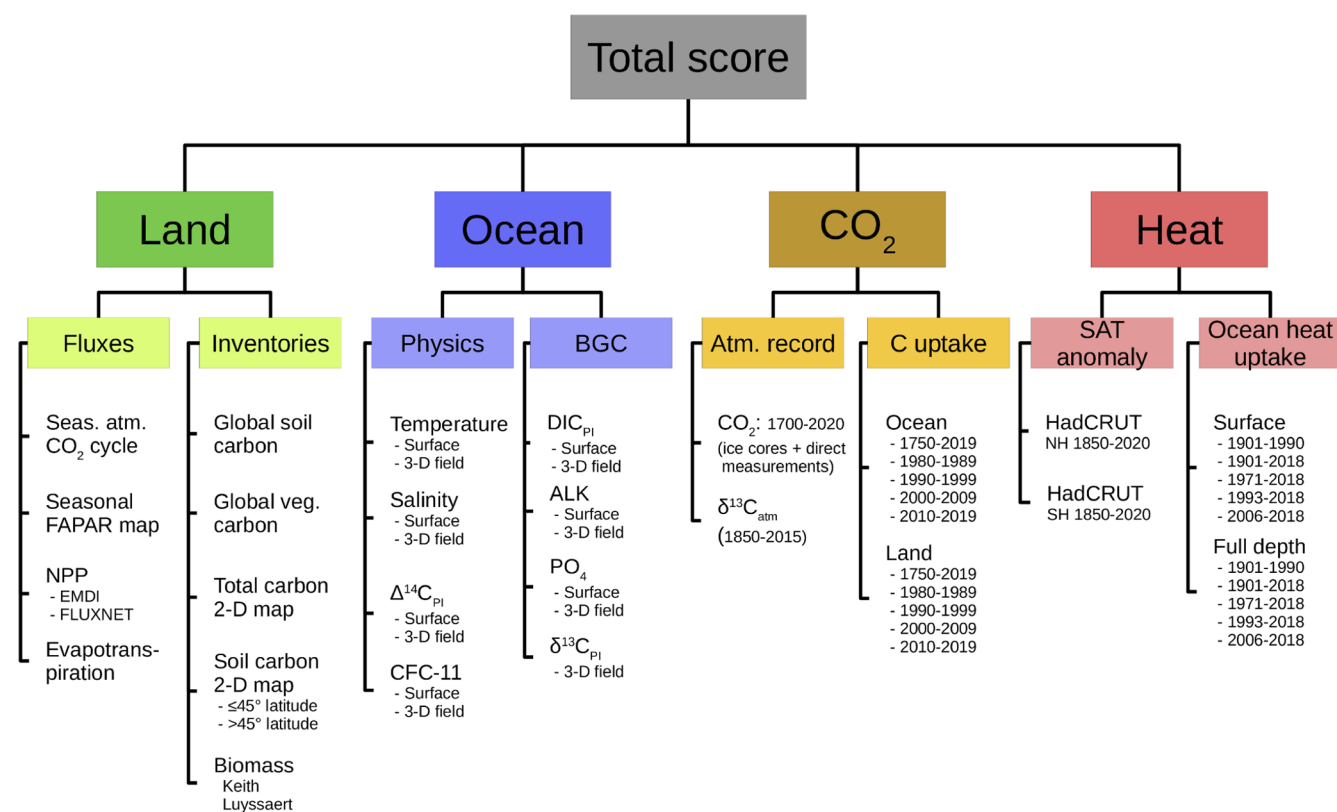 Total score
Land
Ocean
CO₂
Heat
Fluxes
Inventories
Physics
BGC
Atm. record
C uptake
SAT
anomaly
Ocean heat
uptake
Seas. atm.
CO₂ cycle
Seasonal
FAPAR map
NPP
- EMDI
- FLUXNET
Evapotrans-
piration
Global soil
carbon
Global veg.
carbon
Total carbon
2-D map
Soil carbon
2-D map
- ≤45° latitude
- >45° latitude
Biomass
Keith
Luyssaert
Temperature
- Surface
- 3-D field
Salinity
- Surface
- 3-D field
Δ¹⁴C_PI
- Surface
- 3-D field
CFC-11
- Surface
- 3-D field
DIC_PI
- Surface
- 3-D field
ALK
- Surface
- 3-D field
PO₄
- Surface
- 3-D field
δ¹³C_PI
- 3-D field
CO₂: 1700-2020
(ice cores + direct
measurements)
δ¹³C_atm
(1850-2015)
Ocean
- 1750-2019
- 1980-1989
- 1990-1999
- 2000-2009
- 2010-2019
Land
- 1750-2019
- 1980-1989
- 1990-1999
- 2000-2009
- 2010-2019
HadCRUT
NH 1850-2020
HadCRUT
SH 1850-2020
Surface
- 1901-1990
- 1901-2018
- 1971-2018
- 1993-2018
- 2006-2018
Full depth
- 1901-1990
- 1901-2018
- 1971-2018
- 1993-2018
- 2006-2018